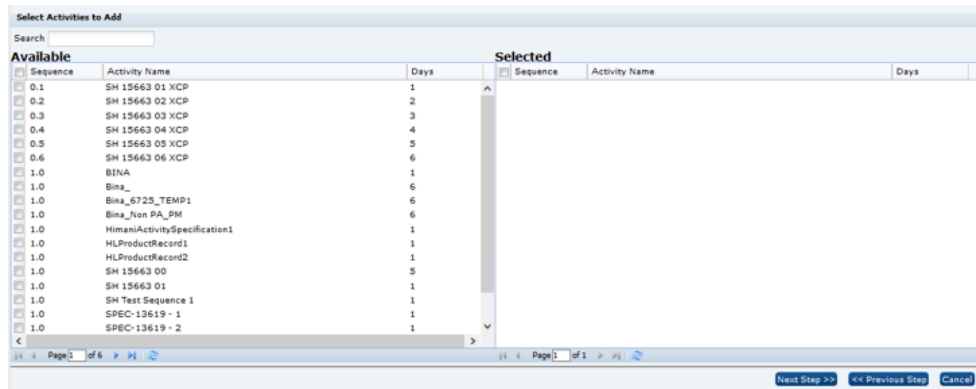 Select Activities to Add
Search
Available Selected
Sequence Activity Name Days Sequence Activity Name Days
0.1 SH 15663 01 XCP 1
0.2 SH 15663 02 XCP 2
0.3 SH 15663 03 XCP 3
0.4 SH 15663 04 XCP 4
0.5 SH 15663 05 XCP 5
0.6 SH 15663 06 XCP 6
1.0 BINA 1
1.0 Bina_ 6
1.0 Bina_6725_TEMP1 6
1.0 Bina_Non PA_PM 6
1.0 HimaniActivitySpecification1 1
1.0 HLProductRecord1 1
1.0 HLProductRecord2 1
1.0 SH 15663 00 5
1.0 SH 15663 01 1
1.0 SH Test Sequence 1 1
1.0 SPEC-13619 - 1 1
1.0 SPEC-13619 - 2 1
Page 1 of 6 Page 1 of 1
Next Step >> << Previous Step Cancel